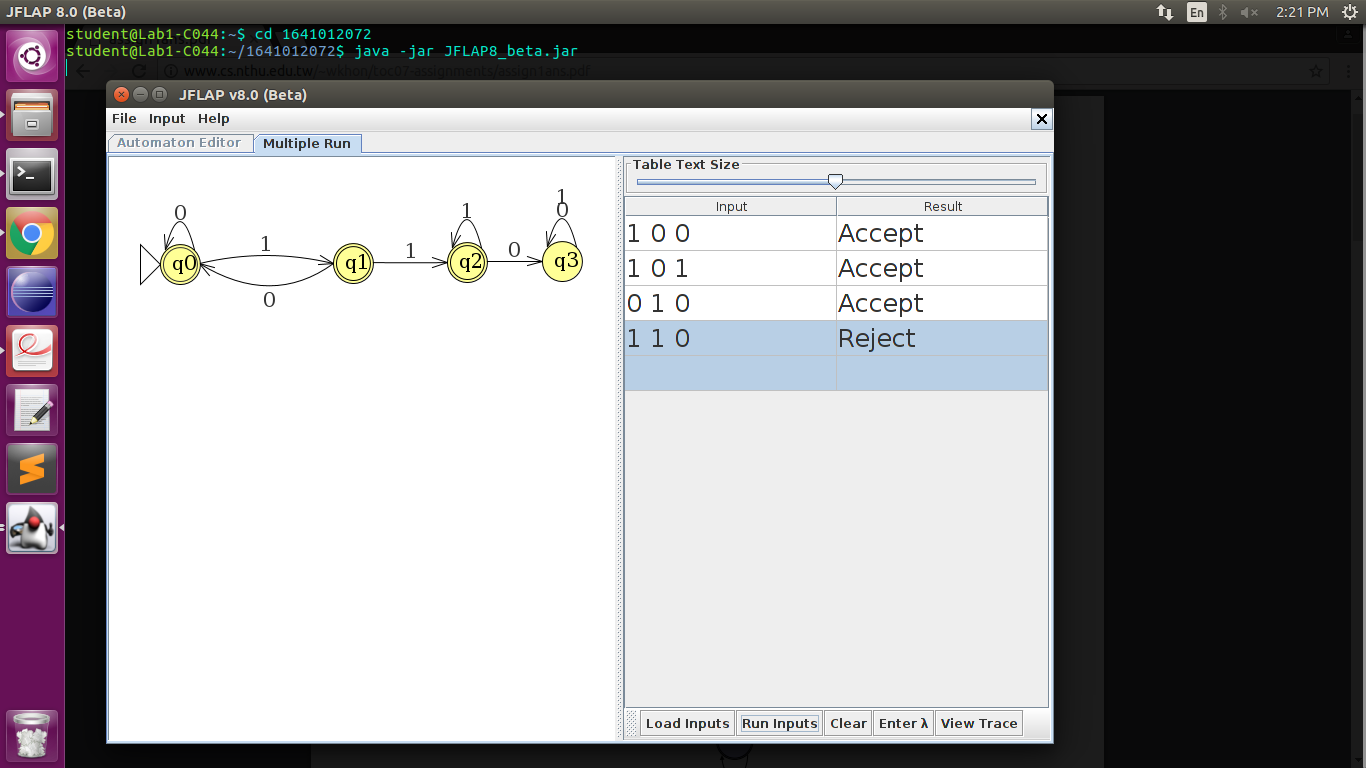 JFLAP 8.0 (Beta)
En
2:21 PM
student@Lab1-C044:~$ cd 1641012072
student@Lab1-C044:~/1641012072$ java -jar JFLAP8_beta.jar
www.cs.nthu.edu.tw/~wkhon/toc07-assignments/assign1ans.pdf
JFLAP v8.0 (Beta)
File Input Help
Automaton Editor Multiple Run
Table Text Size
Input Result
1 0 0 Accept
1 0 1 Accept
0 1 0 Accept
1 1 0 Reject
0
1
1
1
0
1
0
0
q0
q1
q2
q3
Load Inputs Run Inputs Clear Enter λ View Trace